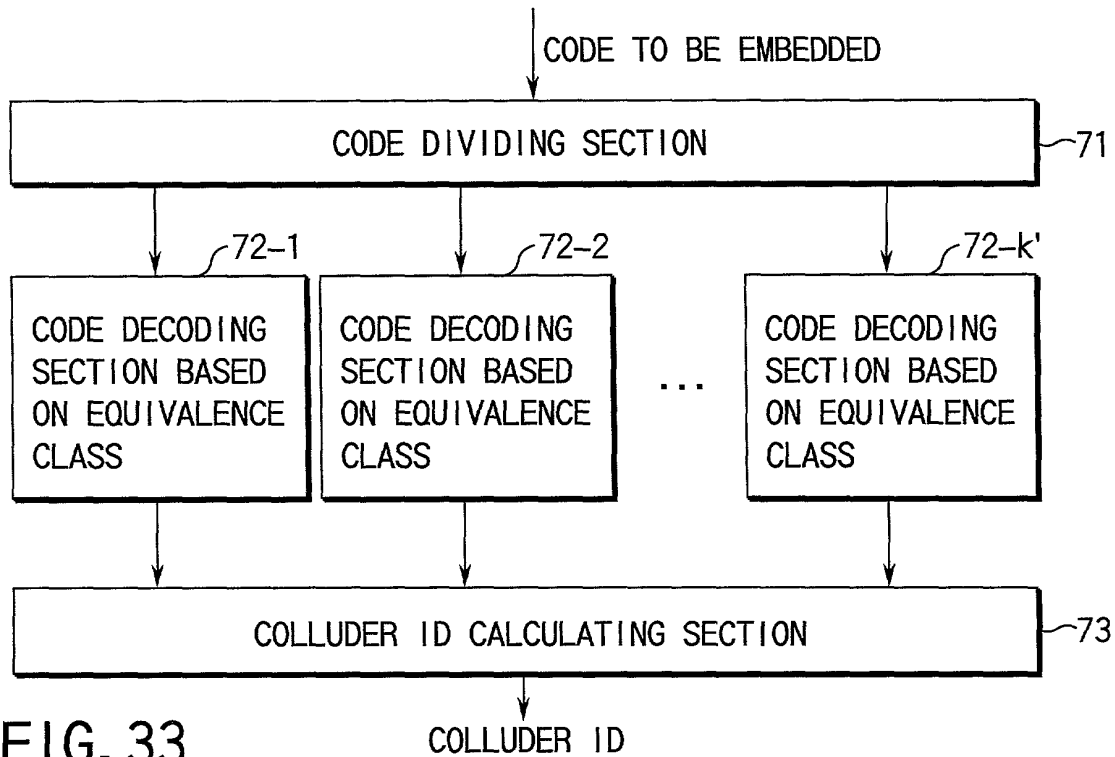 CODE TO BE EMBEDDED
CODE DIVIDING SECTION
71
72-1
72-2
72-k'
CODE DECODING
SECTION BASED
ON EQUIVALENCE
CLASS
CODE DECODING
SECTION BASED
ON EQUIVALENCE
CLASS
...
CODE DECODING
SECTION BASED
ON EQUIVALENCE
CLASS
COLLUDER ID CALCULATING SECTION
73
FIG. 33
COLLUDER ID